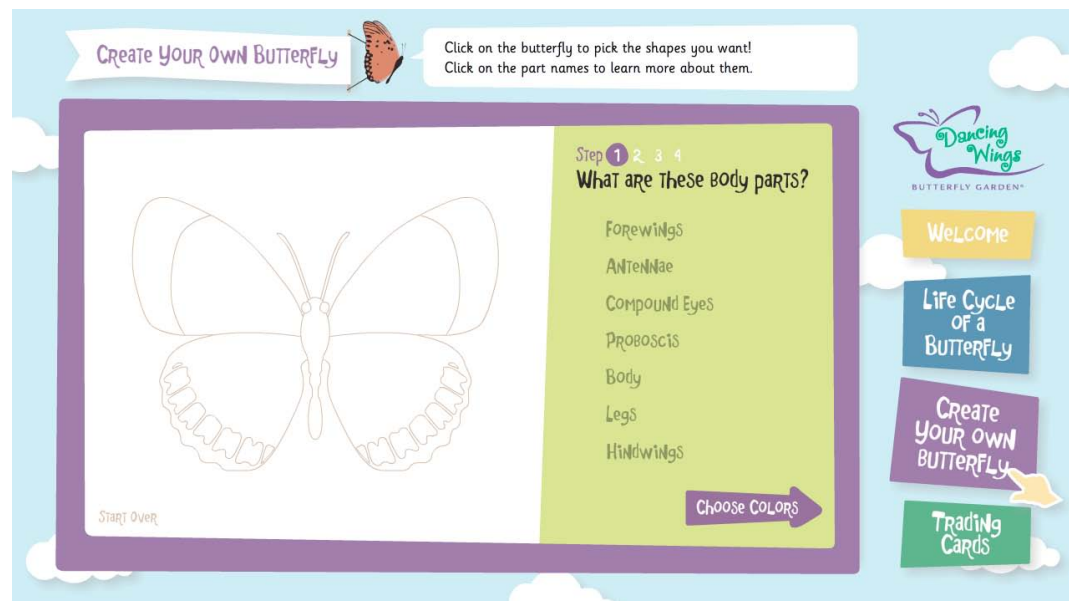 Create Your Own Butterfly
Click on the butterfly to pick the shapes you want!
Click on the part names to learn more about them.
Step 1 2 3 4
What are these body parts?
Forewings
Antennae
Compound Eyes
Proboscis
Body
Legs
Hindwings
Choose Colors
Start Over
Dancing
Wings
BUTTERFLY GARDEN®
Welcome
Life Cycle
of a
Butterfly
Create
Your Own
Butterfly
Trading
Cards